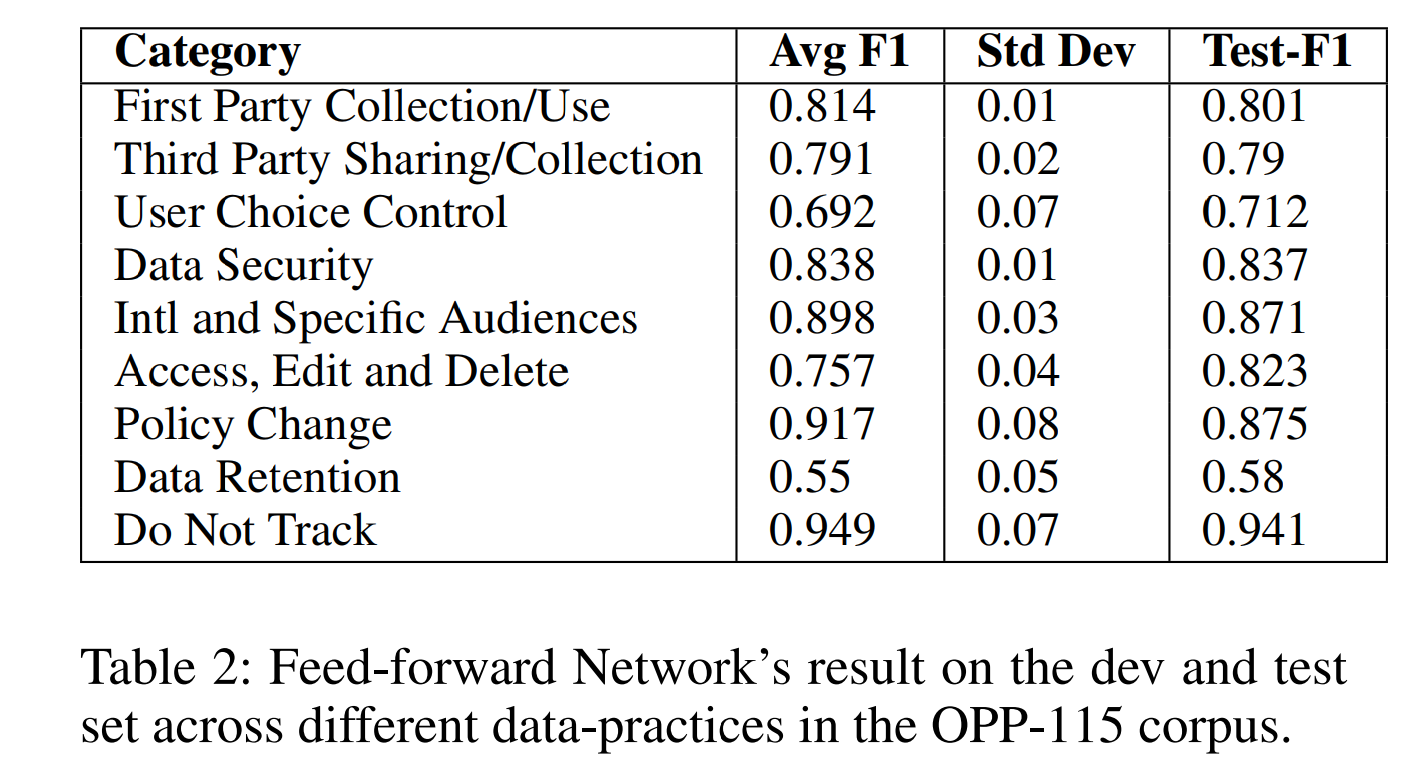 Category Avg F1 Std Dev Test-F1
First Party Collection/Use 0.814 0.01 0.801
Third Party Sharing/Collection 0.791 0.02 0.79
User Choice Control 0.692 0.07 0.712
Data Security 0.838 0.01 0.837
Intl and Specific Audiences 0.898 0.03 0.871
Access, Edit and Delete 0.757 0.04 0.823
Policy Change 0.917 0.08 0.875
Data Retention 0.55 0.05 0.58
Do Not Track 0.949 0.07 0.941
Table 2: Feed-forward Network’s result on the dev and test
set across different data-practices in the OPP-115 corpus.